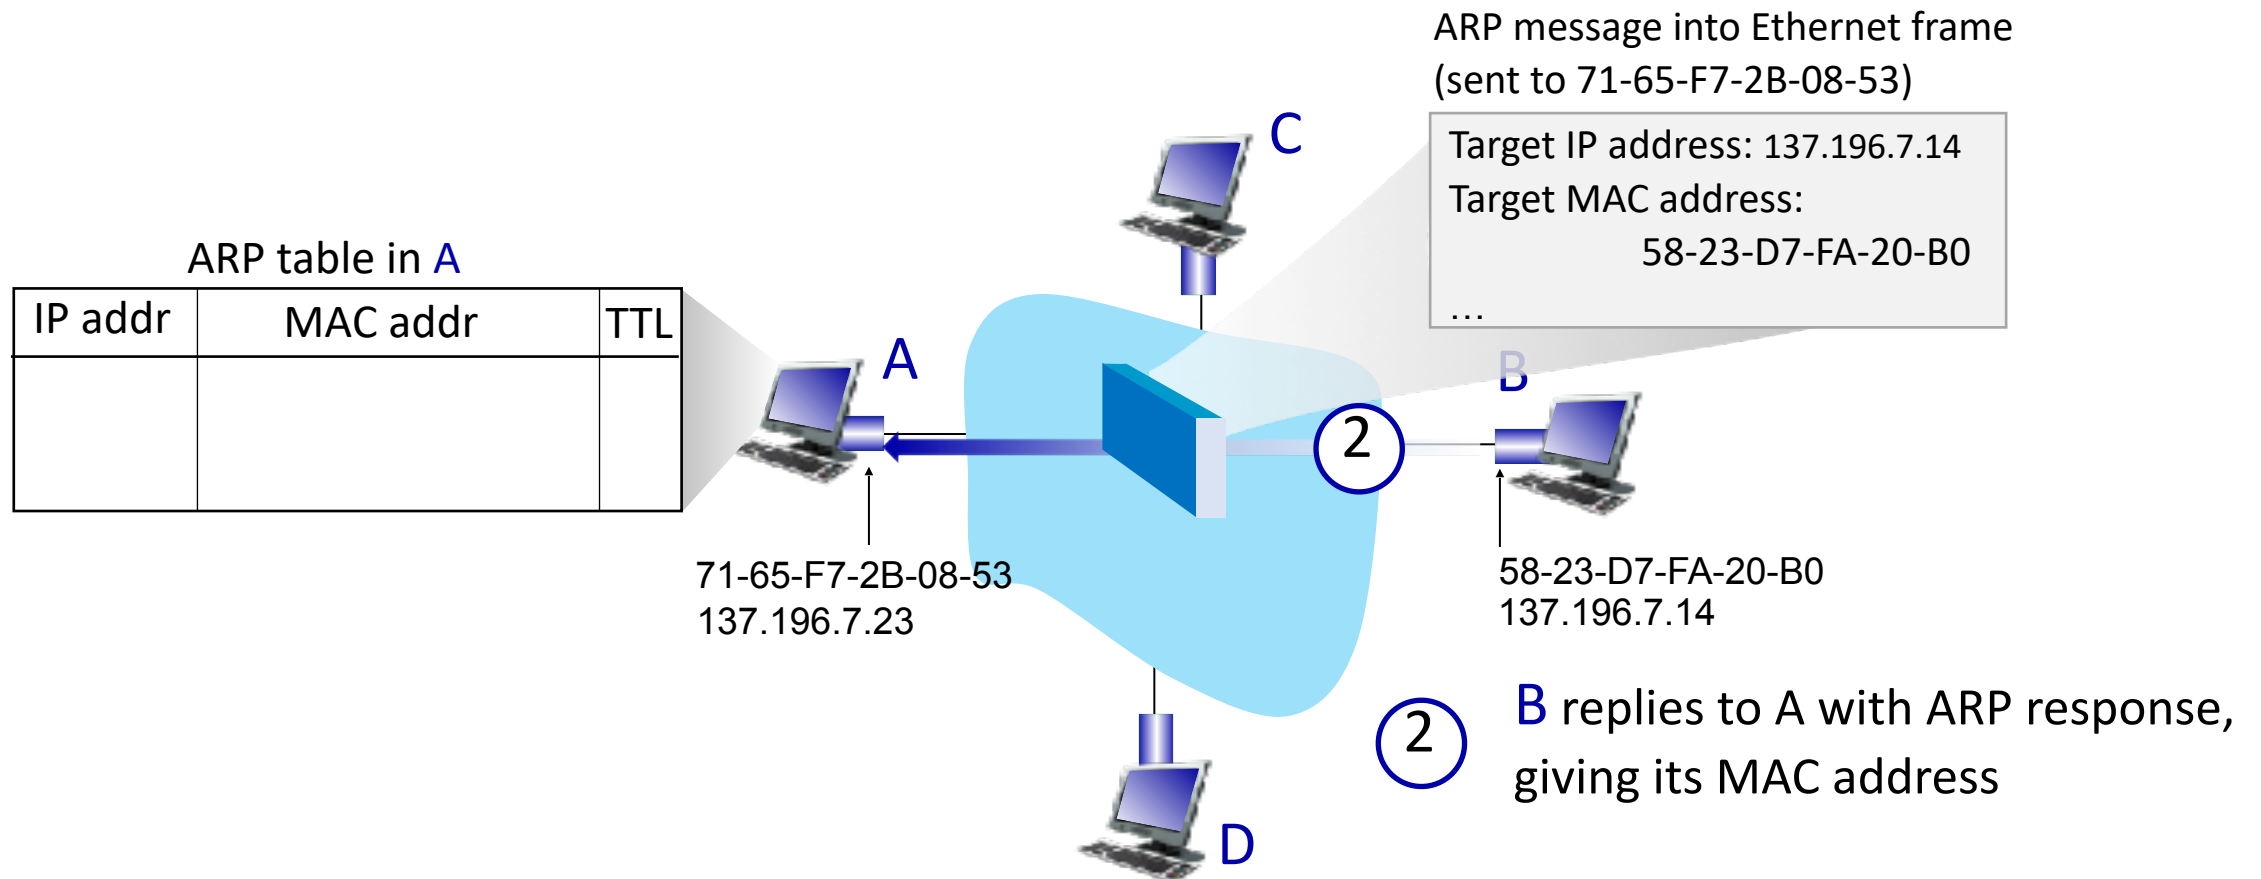 ARP message into Ethernet frame
(sent to 71-65-F7-2B-08-53)
Target IP address: 137.196.7.14
Target MAC address:
58-23-D7-FA-20-B0
...
C
ARP table in A
IP addr MAC addr TTL
A
B
2
71-65-F7-2B-08-53
137.196.7.23
58-23-D7-FA-20-B0
137.196.7.14
2 B replies to A with ARP response,
giving its MAC address
D